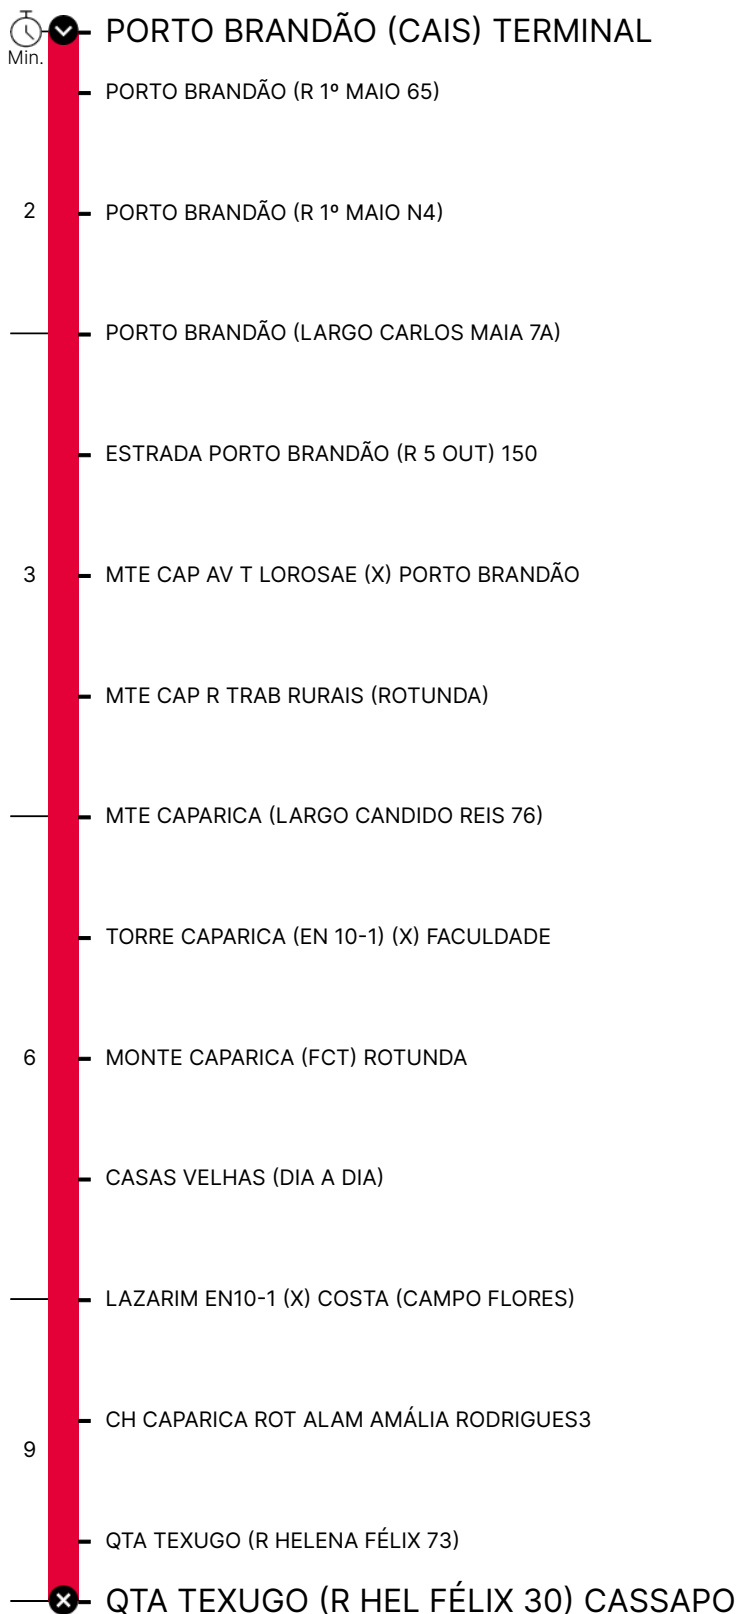 PORTO BRANDÃO (CAIS) TERMINAL
Min.
PORTO BRANDÃO (R 1º MAIO 65)
2
PORTO BRANDÃO (R 1º MAIO N4)
PORTO BRANDÃO (LARGO CARLOS MAIA 7A)
ESTRADA PORTO BRANDÃO (R 5 OUT) 150
3
MTE CAP AV T LOROSAE (X) PORTO BRANDÃO
MTE CAP R TRAB RURAIS (ROTUNDA)
MTE CAPARICA (LARGO CANDIDO REIS 76)
TORRE CAPARICA (EN 10-1) (X) FACULDADE
6
MONTE CAPARICA (FCT) ROTUNDA
CASAS VELHAS (DIA A DIA)
LAZARIM EN10-1 (X) COSTA (CAMPO FLORES)
CH CAPARICA ROT ALAM AMÁLIA RODRIGUES3
9
QTA TEXUGO (R HELENA FÉLIX 73)
QTA TEXUGO (R HEL FÉLIX 30) CASSAPO